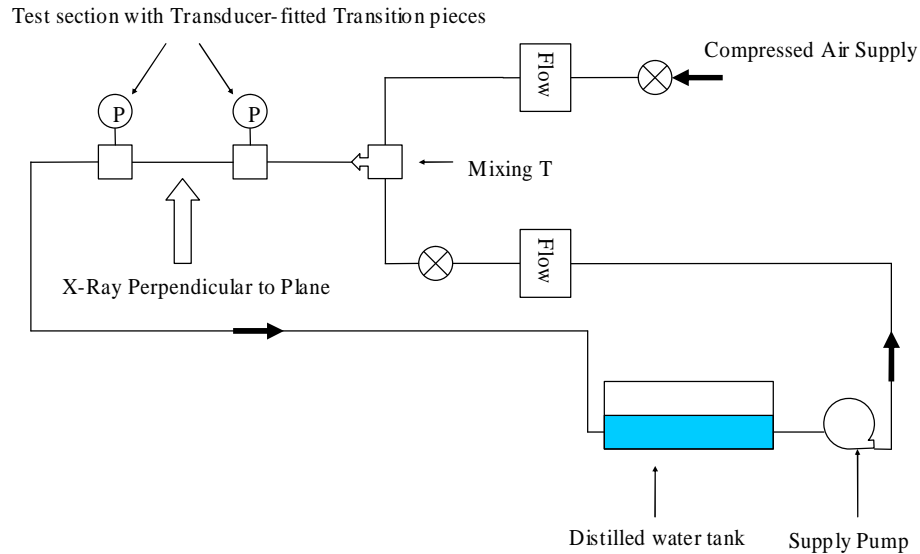 Test section with Transducer-fitted Transition pieces
Compressed Air Supply
Flow
P
P
Mixing T
Flow
X-Ray Perpendicular to Plane
Distilled water tank
Supply Pump